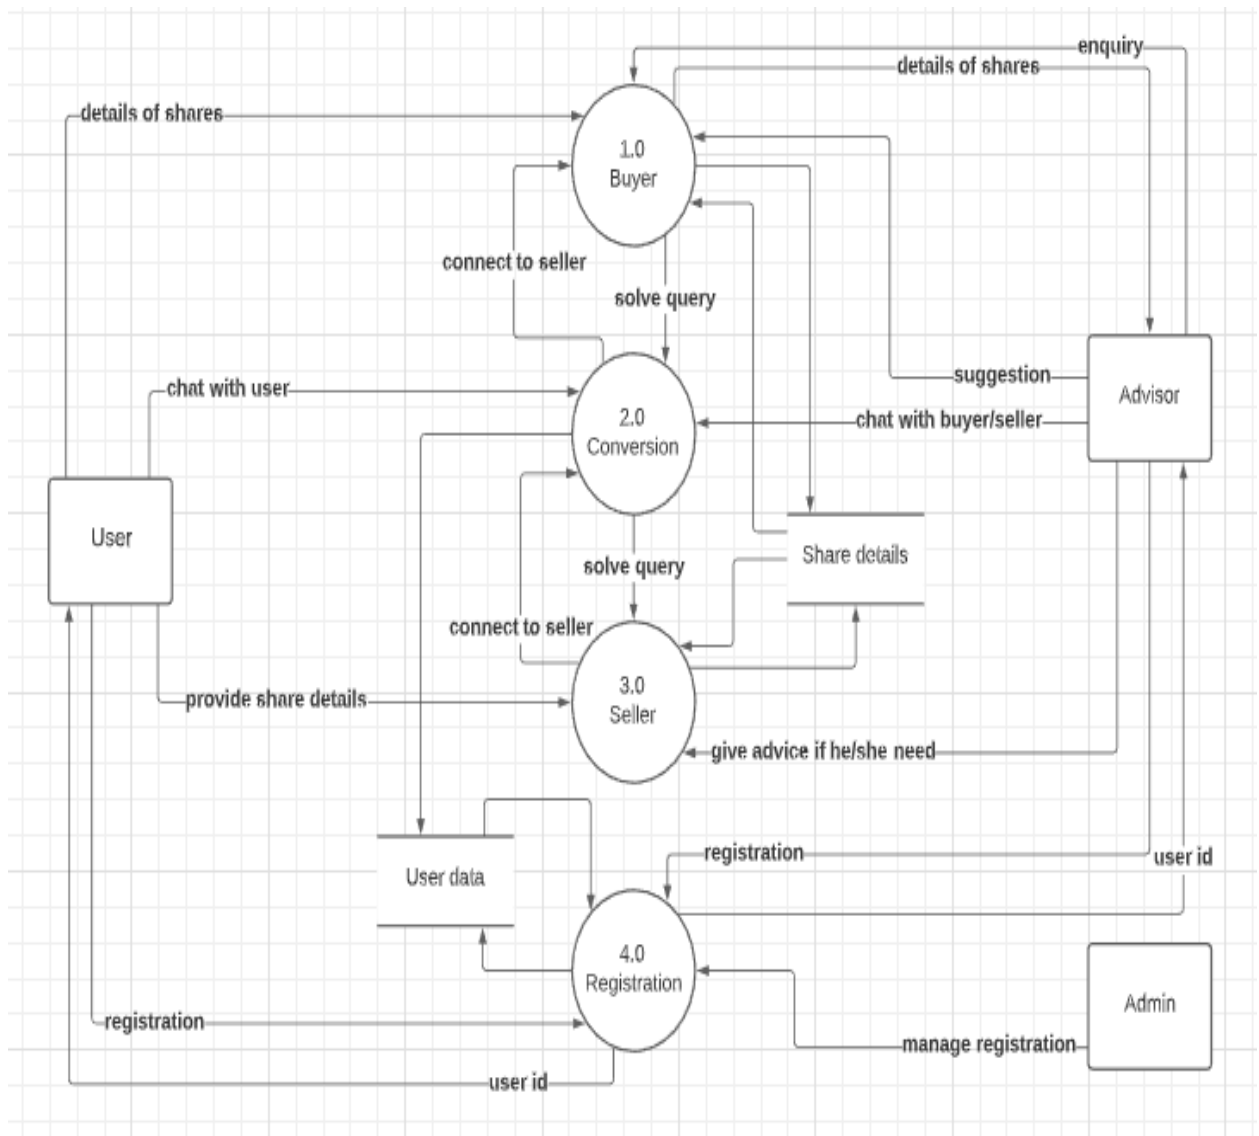 enquiry
details of shares
details of shares
1.0
Buyer
connect to seller
solve query
suggestion
Advisor
chat with user
chat with buyer/seller
2.0
Conversion
User
Share details
solve query
connect to seller
3.0
Seller
provide share details
give advice if he/she need
registration
user id
User data
4.0
Registration
Admin
registration
manage registration
user id